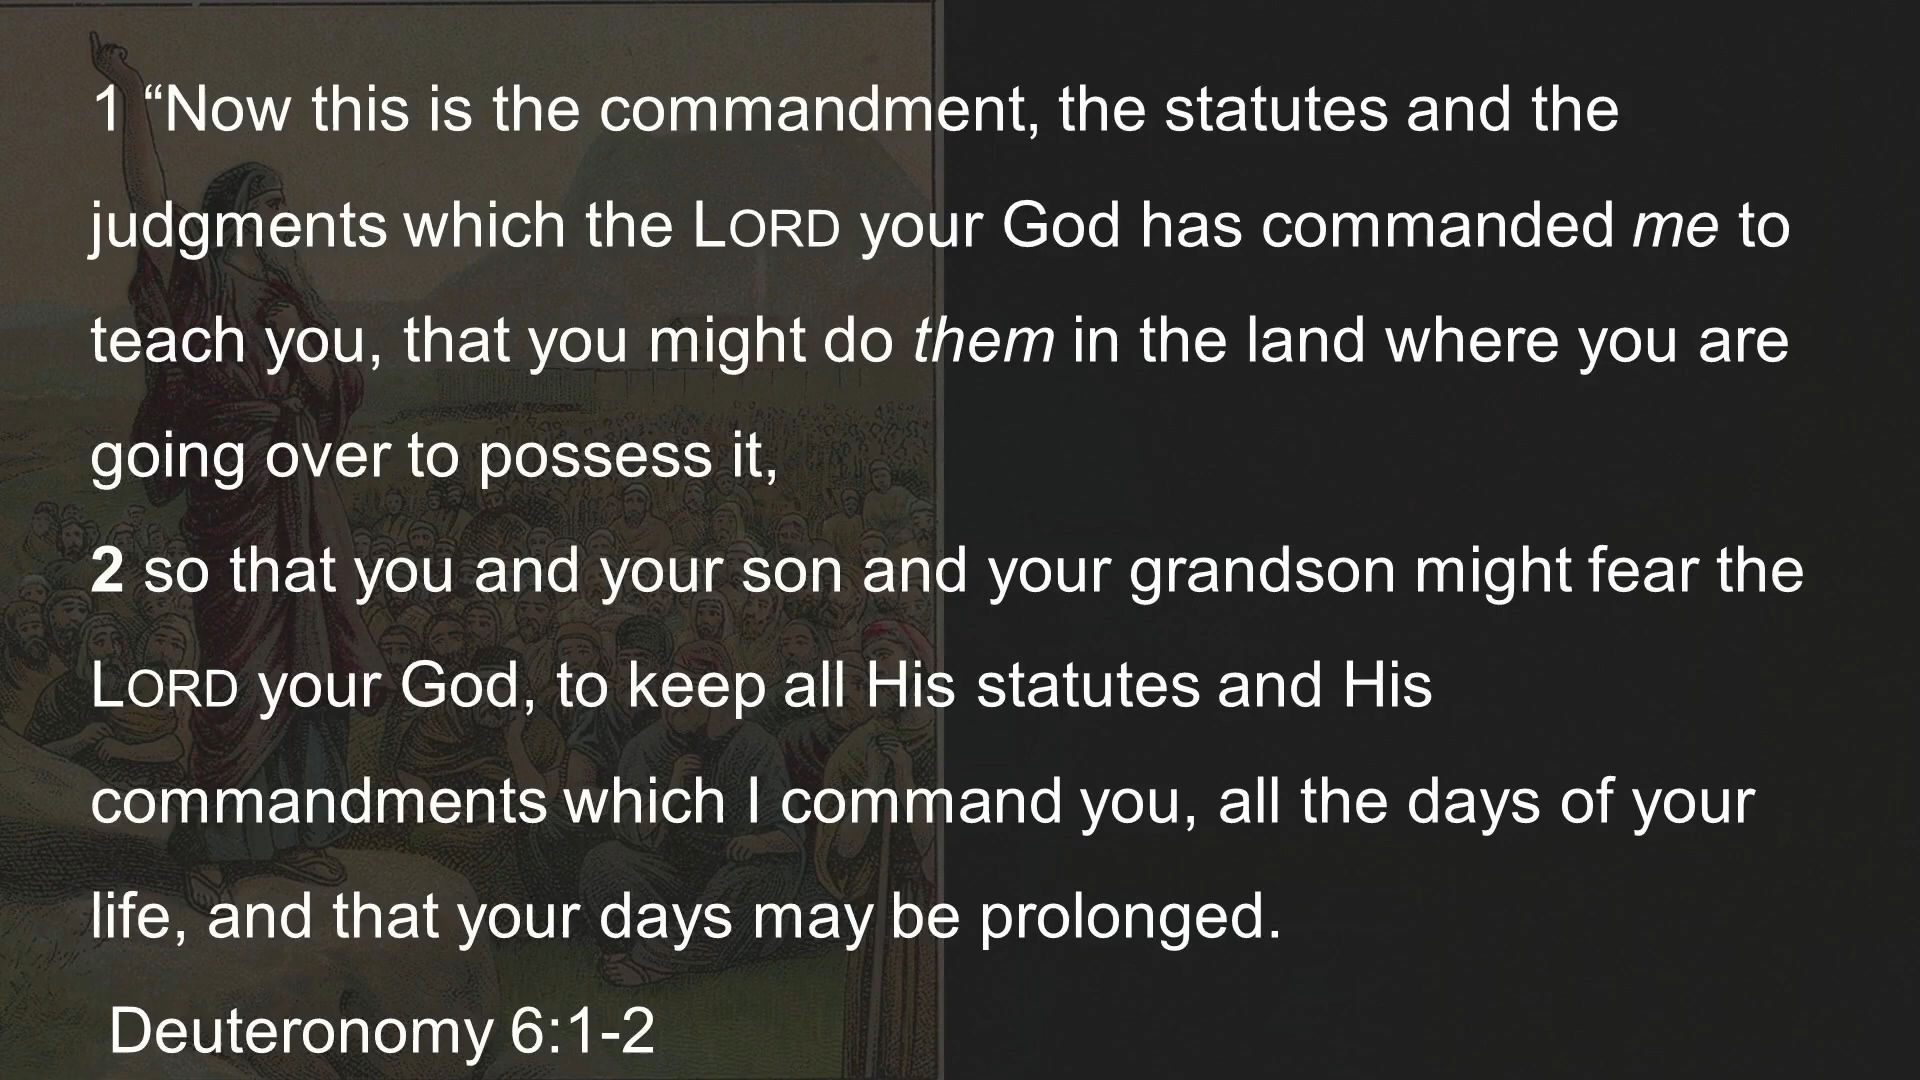 1 “Now this is the commandment, the statutes and the
judgments which the LORD your God has commanded me to
teach you, that you might do them in the land where you are
going over to possess it,
2 so that you and your son and your grandson might fear the
LORD your God, to keep all His statutes and His
commandments which I command you, all the days of your
life, and that your days may be prolonged.
Deuteronomy 6:1-2